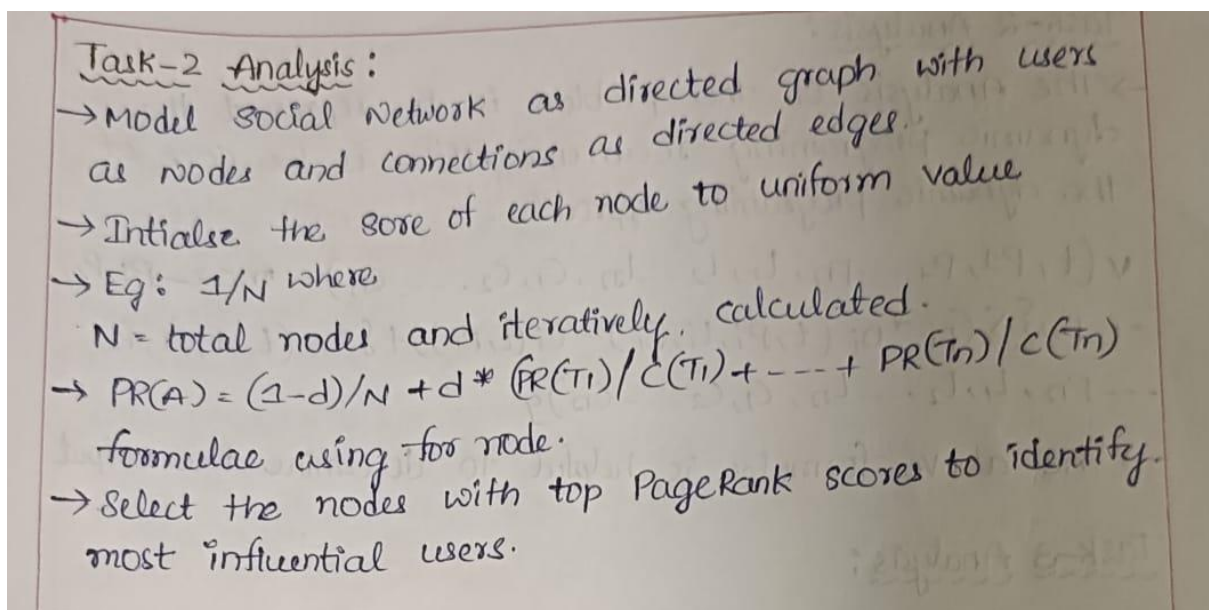 Task-2 Analysis:
→ Model social Network as directed graph with users
as nodes and connections as directed edges.
→ Intialse the sore of each node to uniform value
→ Eg: 1/N where
N = total nodes and iteratively calculated.
→ PR(A) = (1-d)/N + d * (PR(T1)/C(T1) + ---- + PR(Tn)/C(Tn)
formulae using for node.
→ Select the nodes with top PageRank scores to identify.
most influential users.